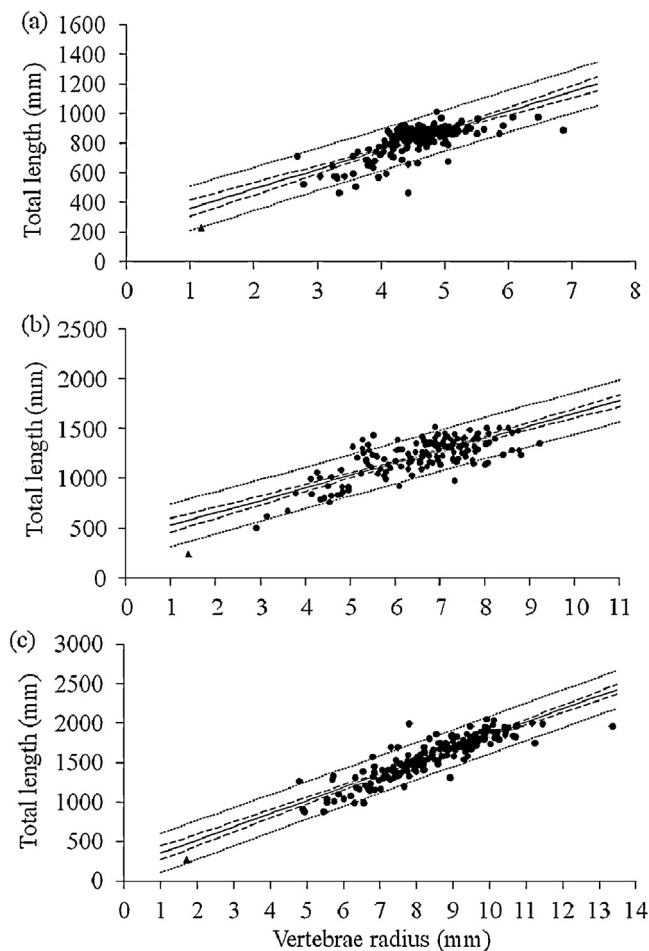 (a)
1600
1400
1200
1000
800
600
400
200
0
Total length (mm)
0 1 2 3 4 5 6 7 8
(b)
2500
2000
1500
1000
500
0
Total length (mm)
0 1 2 3 4 5 6 7 8 9 10 11
(c)
3000
2500
2000
1500
1000
500
0
Total length (mm)
0 1 2 3 4 5 6 7 8 9 10 11 12 13 14
Vertebrae radius (mm)